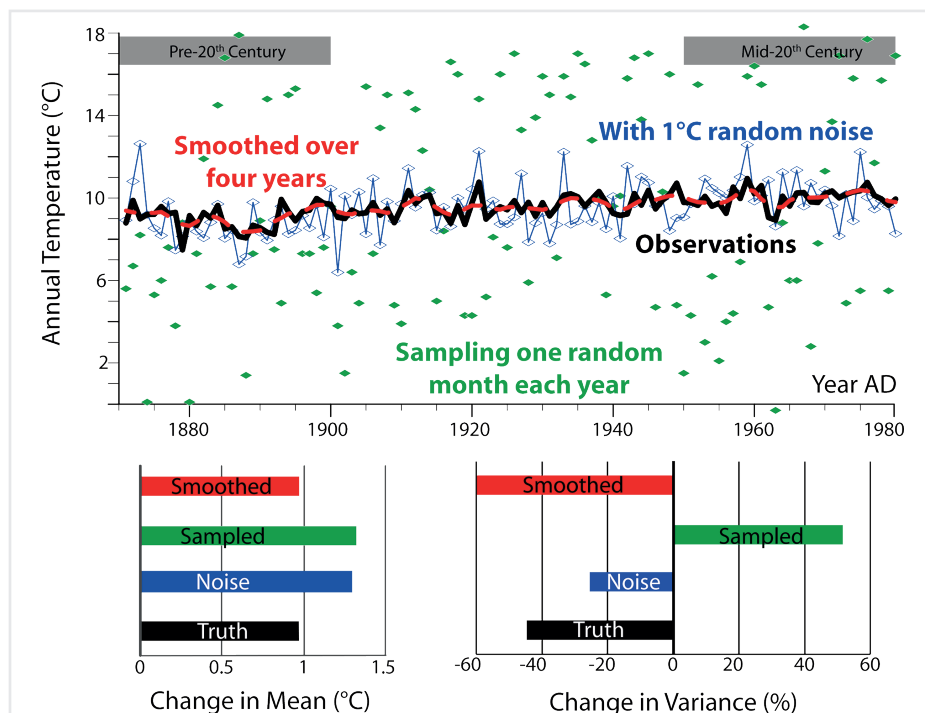 Annual Temperature (°C)
18
14
10
6
2
Pre-20th Century
Mid-20th Century
Smoothed over
four years
With 1°C random noise
Observations
Sampling one random
month each year
Year AD
1880
1900
1920
1940
1960
1980
Smoothed
Sampled
Noise
Truth
0
0.5
1
1.5
Change in Mean (°C)
Smoothed
Sampled
Noise
Truth
-60
-40
-20
0
20
40
60
Change in Variance (%)